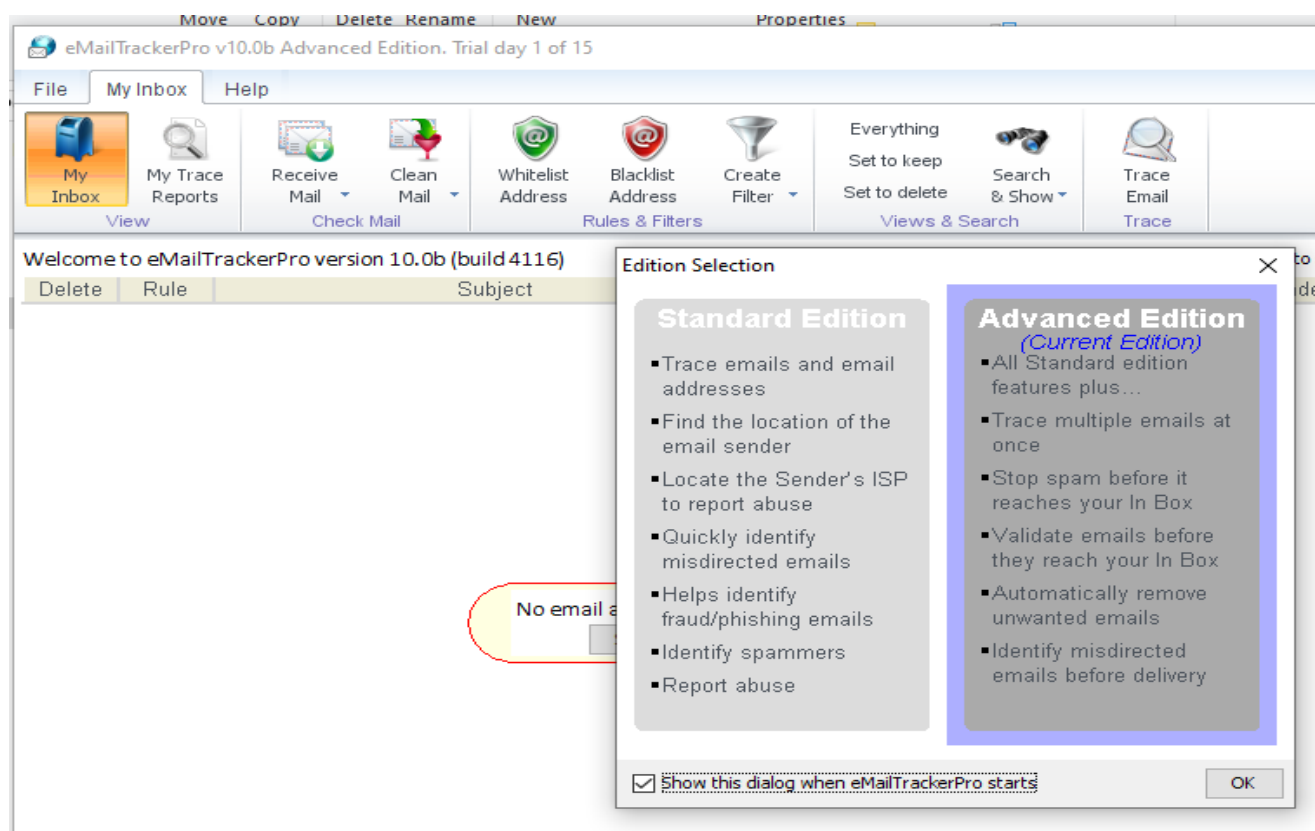 Move Copy Delete Rename New Properties
eMailTrackerPro v10.0b Advanced Edition. Trial day 1 of 15
File My Inbox Help
My Inbox
My Trace Reports
View
Receive Mail
Clean Mail
Check Mail
Whitelist Address
Blacklist Address
Create Filter
Rules & Filters
Everything
Set to keep
Set to delete
Search & Show
Views & Search
Trace Email
Trace
Welcome to eMailTrackerPro version 10.0b (build 4116)
to
Delete Rule Subject
No email
Edition Selection
Standard Edition
▪Trace emails and email
addresses
▪Find the location of the
email sender
▪Locate the Sender's ISP
to report abuse
▪Quickly identify
misdirected emails
▪Helps identify
fraud/phishing emails
▪Identify spammers
▪Report abuse
Advanced Edition
(Current Edition)
▪All Standard edition
features plus...
▪Trace multiple emails at
once
▪Stop spam before it
reaches your In Box
▪Validate emails before
they reach your In Box
▪Automatically remove
unwanted emails
▪Identify misdirected
emails before delivery
Show this dialog when eMailTrackerPro starts
OK